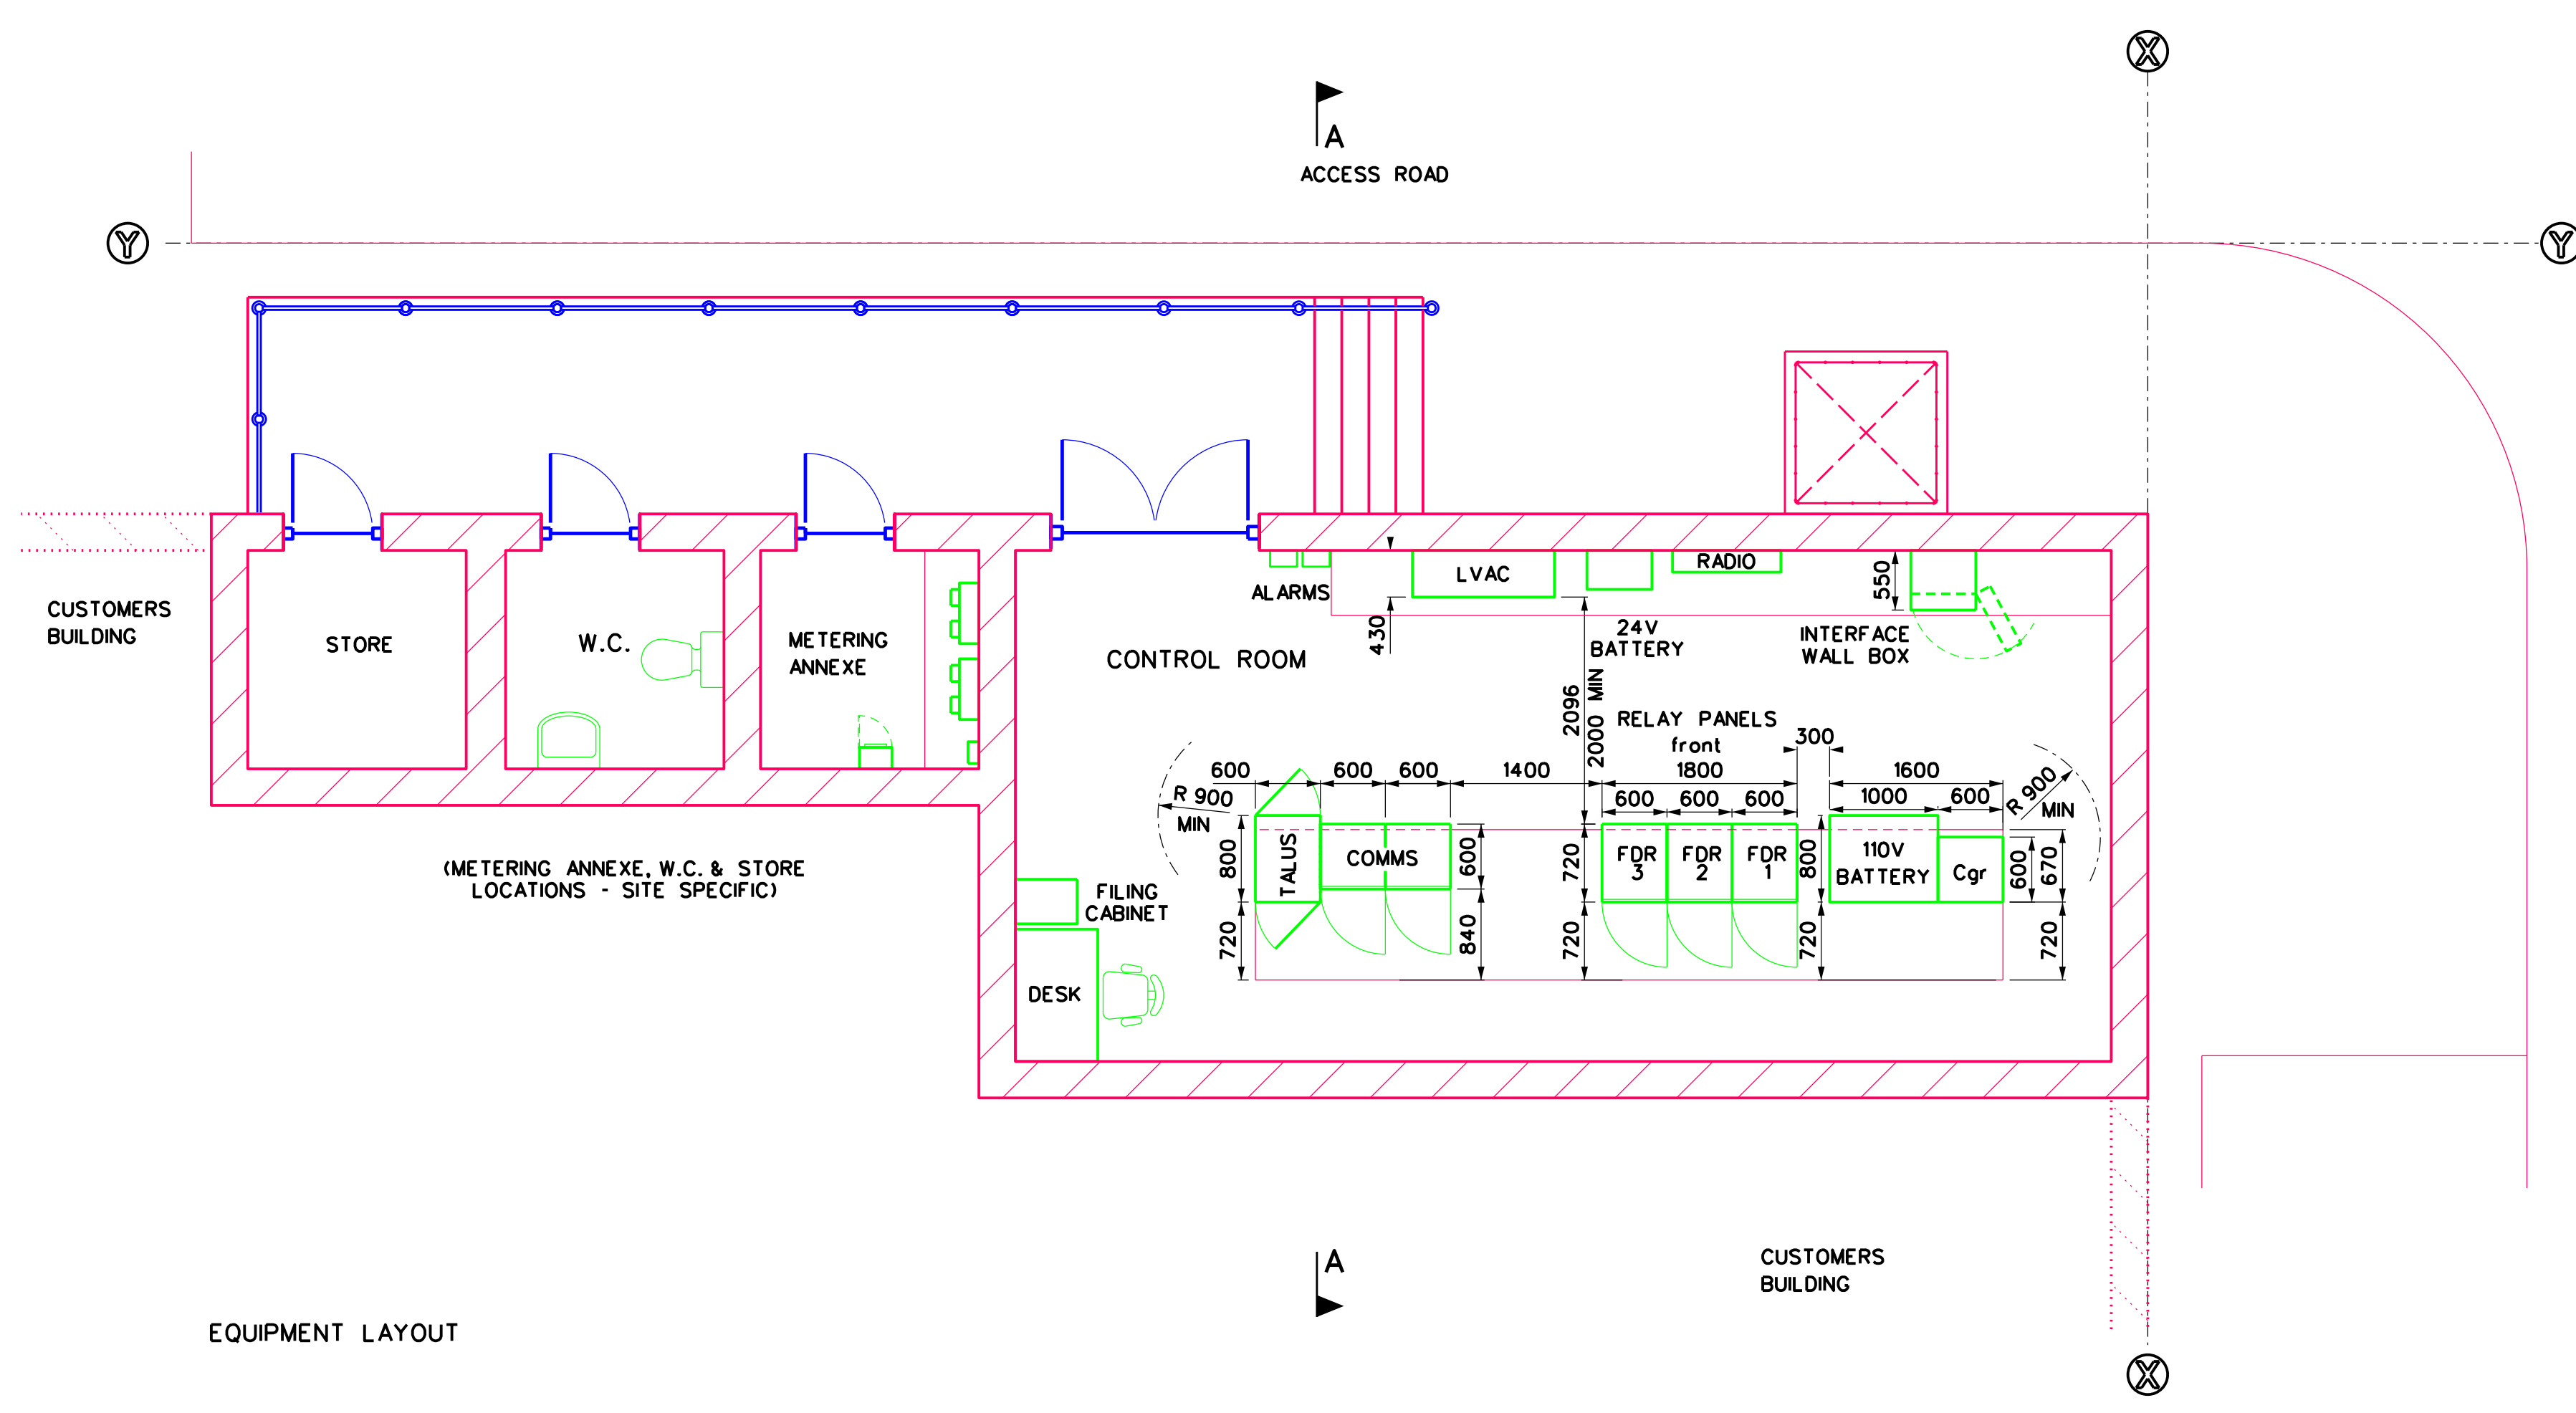 X
A
ACCESS ROAD
Y
Y
ALARMS
LVAC
RADIO
550
430
24V
BATTERY
INTERFACE
WALL BOX
CUSTOMERS
BUILDING
STORE
W.C.
METERING
ANNEXE
CONTROL ROOM
2096
2000 MIN
RELAY PANELS
front
300
600
600
600
1400
1800
1600
R 900
MIN
600
600
600
1000
600
R 900
MIN
800
TALUS
COMMS
600
720
FDR
3
FDR
2
FDR
1
800
110V
BATTERY
Cgr
600
670
(METERING ANNEXE, W.C. & STORE
LOCATIONS - SITE SPECIFIC)
FILING
CABINET
720
840
720
720
720
DESK
A
CUSTOMERS
BUILDING
EQUIPMENT LAYOUT
X